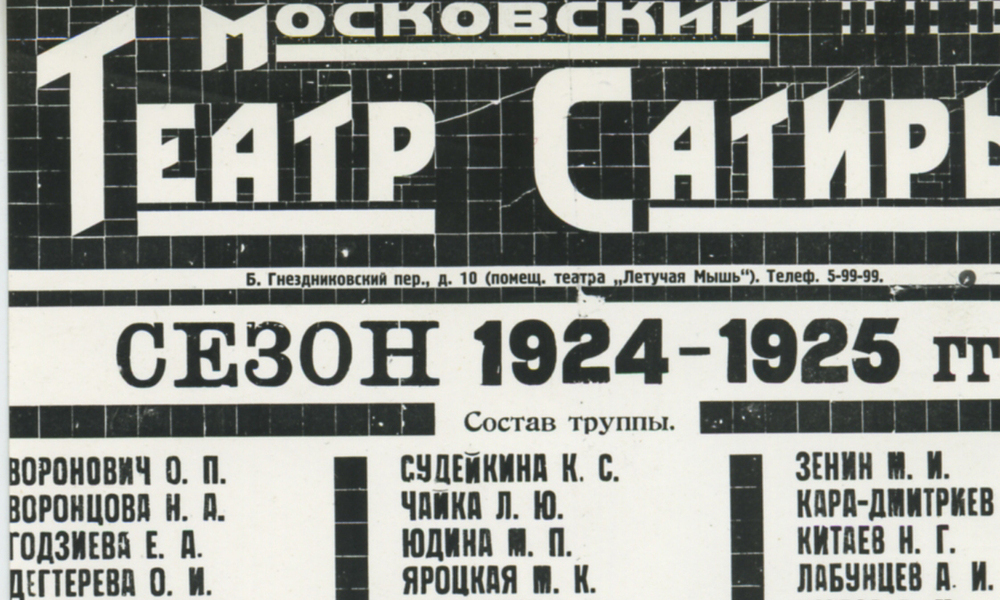 МОСКОВСКИЙ
ТЕАТР САТИРЫ
Б. Гнездниковский пер., д. 10 (помещ. театра „Летучая Мышь“). Телеф. 5-99-99.
СЕЗОН 1924–1925 гг
Состав труппы.
ВОРОНОВИЧ О. П.
ВОРОНЦОВА Н. А.
ГОДЗИЕВА Е. А.
ДЕГТЕРЕВА О. И.
СУДЕЙКИНА К. С.
ЧАЙКА Л. Ю.
ЮДИНА М. П.
ЯРОЦКАЯ М. К.
ЗЕНИН М. И.
КАРА-ДМИТРИЕВ
КИТАЕВ Н. Г.
ЛАБУНЦЕВ А. И.